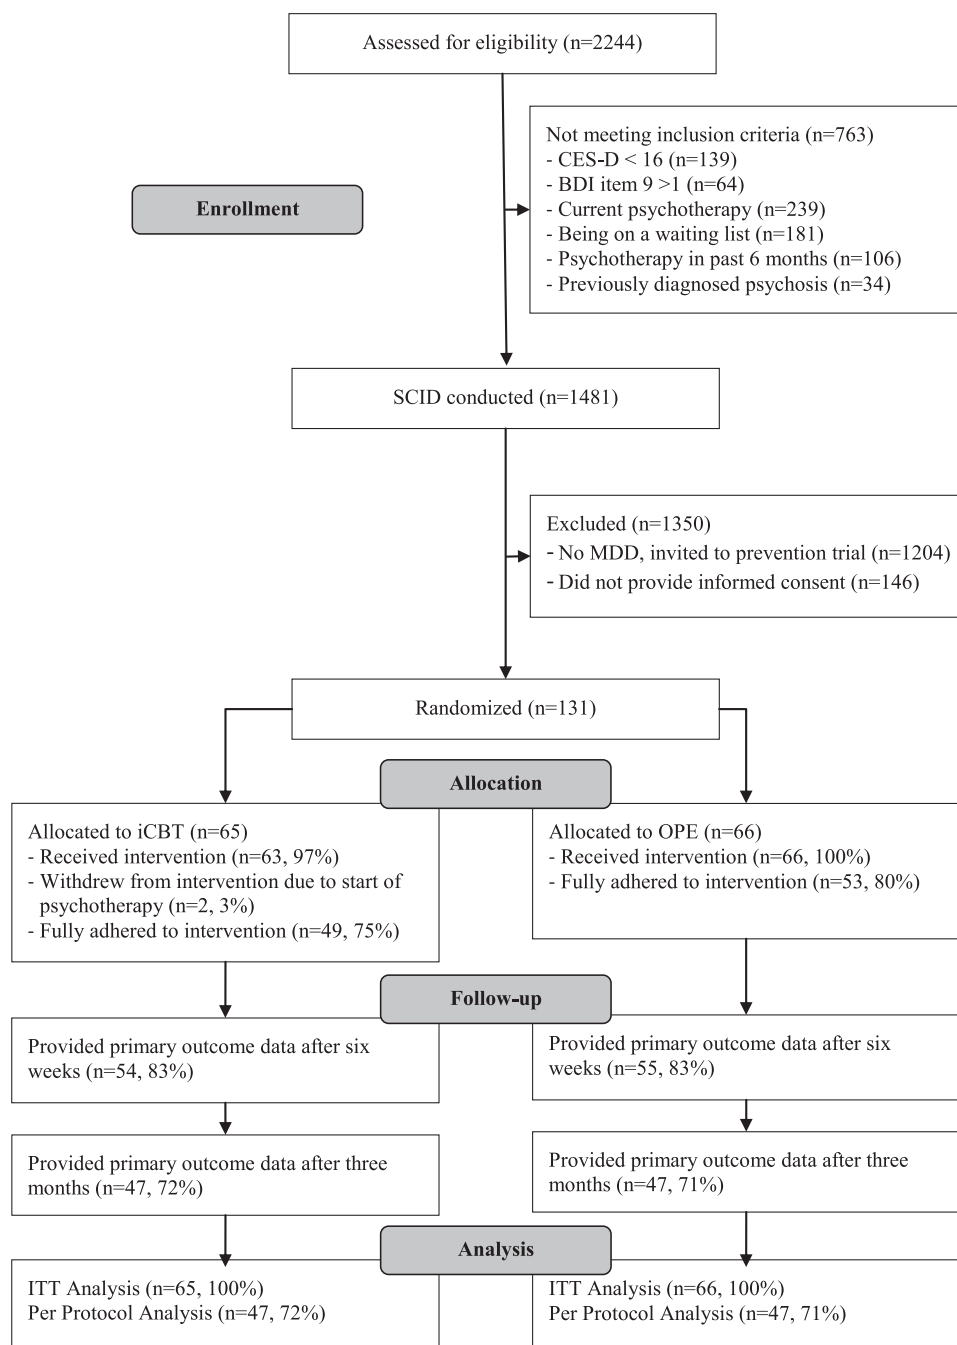 Assessed for eligibility (n=2244)
Not meeting inclusion criteria (n=763)
- CES-D < 16 (n=139)
- BDI item 9 >1 (n=64)
- Current psychotherapy (n=239)
- Being on a waiting list (n=181)
- Psychotherapy in past 6 months (n=106)
- Previously diagnosed psychosis (n=34)
Enrollment
SCID conducted (n=1481)
Excluded (n=1350)
- No MDD, invited to prevention trial (n=1204)
- Did not provide informed consent (n=146)
Randomized (n=131)
Allocation
Allocated to iCBT (n=65)
- Received intervention (n=63, 97%)
- Withdrew from intervention due to start of
psychotherapy (n=2, 3%)
- Fully adhered to intervention (n=49, 75%)
Allocated to OPE (n=66)
- Received intervention (n=66, 100%)
- Fully adhered to intervention (n=53, 80%)
Follow-up
Provided primary outcome data after six
weeks (n=54, 83%)
Provided primary outcome data after six
weeks (n=55, 83%)
Provided primary outcome data after three
months (n=47, 72%)
Provided primary outcome data after three
months (n=47, 71%)
Analysis
ITT Analysis (n=65, 100%)
Per Protocol Analysis (n=47, 72%)
ITT Analysis (n=66, 100%)
Per Protocol Analysis (n=47, 71%)